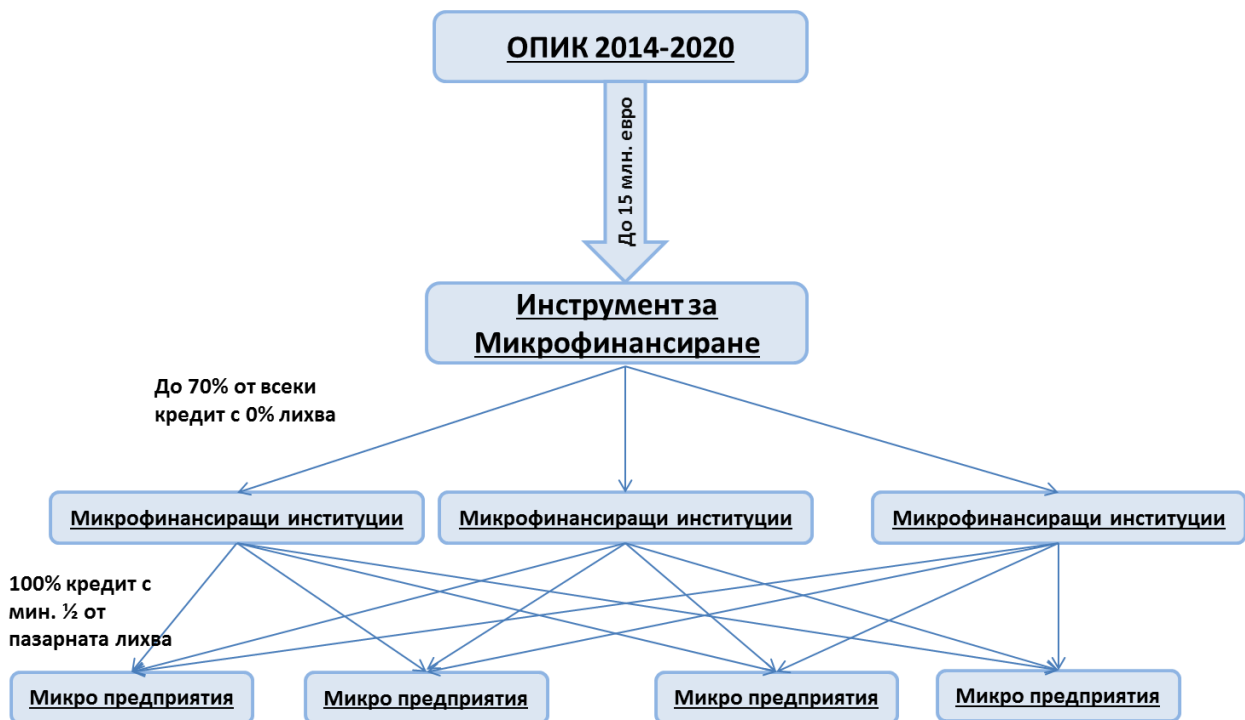 ОПИК 2014-2020
До 15 млн. евро
Инструмент за
Микрофинансиране
До 70% от всеки
кредит с 0% лихва
Микрофинансиращи институции
Микрофинансиращи институции
Микрофинансиращи институции
100% кредит с
мин. ½ от
пазарната лихва
Микро предприятия
Микро предприятия
Микро предприятия
Микро предприятия